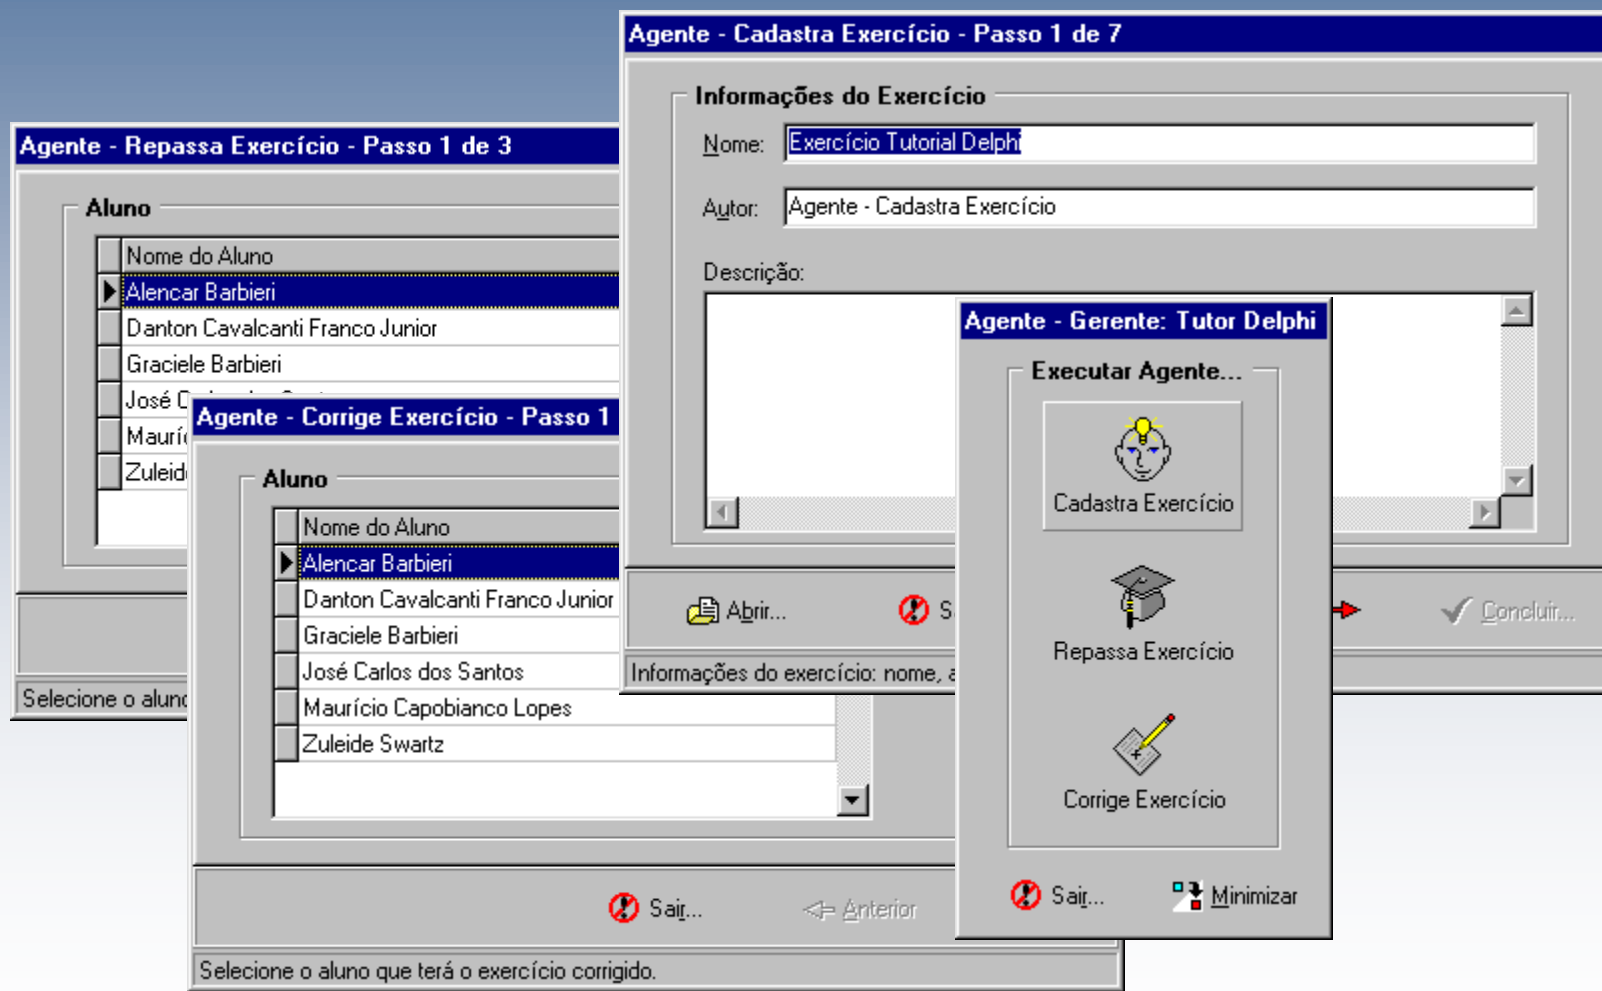 Agente - Cadastra Exercício - Passo 1 de 7
Informações do Exercício
Nome: Exercício Tutorial Delphi
Autor: Agente - Cadastra Exercício
Descrição:
Abrir...
Concluir...
Informações do exercício: nome,
Agente - Repassa Exercício - Passo 1 de 3
Aluno
Nome do Aluno
Alencar Barbieri
Danton Cavalcanti Franco Junior
Graciele Barbieri
José
Selecione o aluno
Agente - Corrige Exercício - Passo 1
Aluno
Nome do Aluno
Alencar Barbieri
Danton Cavalcanti Franco Junior
Graciele Barbieri
José Carlos dos Santos
Maurício Capobianco Lopes
Zuleide Swartz
Sair...
Anterior
Selecione o aluno que terá o exercício corrigido.
Agente - Gerente: Tutor Delphi
Executar Agente...
Cadastra Exercício
Repassa Exercício
Corrige Exercício
Sair...
Minimizar